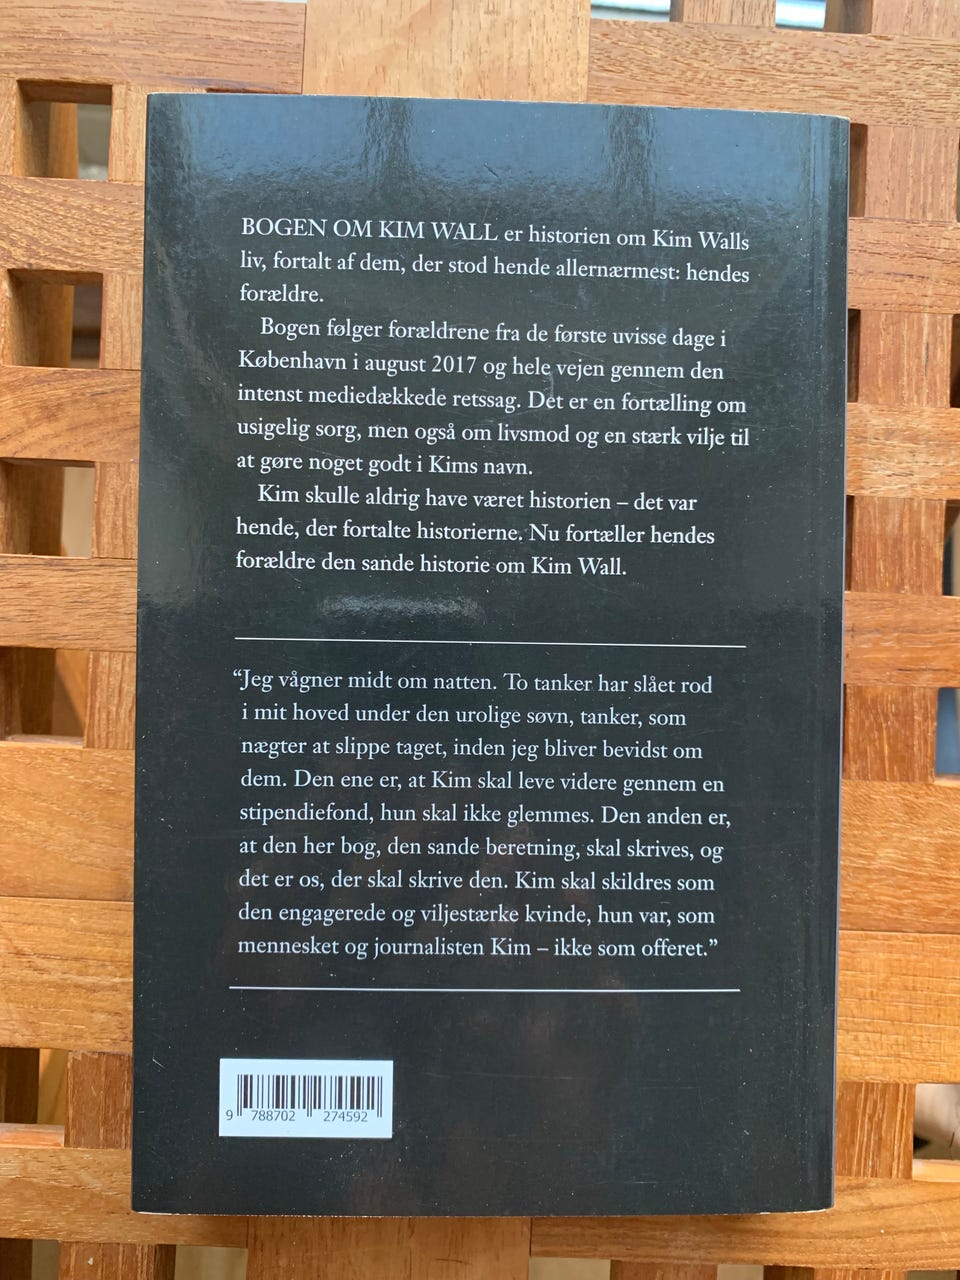 BOGEN OM KIM WALL er historien om Kim Walls
liv, fortalt af dem, der stod hende allernærmest: hendes
forældre.
Bogen følger forældrene fra de første uvisse dage i
København i august 2017 og hele vejen gennem den
intenst mediedækkede retssag. Det er en fortælling om
usigelig sorg, men også om livsmod og en stærk vilje til
at gøre noget godt i Kims navn.
Kim skulle aldrig have været historien – det var
hende, der fortalte historierne. Nu fortæller hendes
forældre den sande historie om Kim Wall.
“Jeg vågner midt om natten. To tanker har slået rod
i mit hoved under den urolige søvn, tanker, som
nægter at slippe taget, inden jeg bliver bevidst om
dem. Den ene er, at Kim skal leve videre gennem en
stipendiefond, hun skal ikke glemmes. Den anden er,
at den her bog, den sande beretning, skal skrives, og
det er os, der skal skrive den. Kim skal skildres som
den engagerede og viljestærke kvinde, hun var, som
mennesket og journalisten Kim – ikke som offeret.”
9 788702 274592